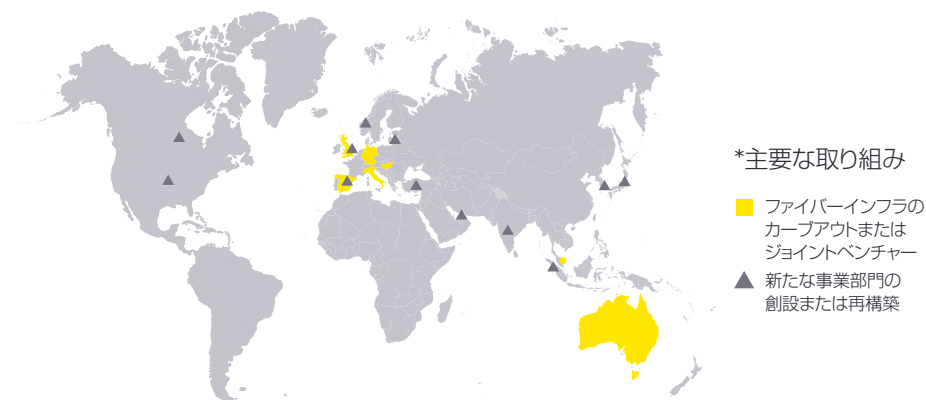 *主要な取り組み
ファイバーインフラの
カーブアウトまたは
ジョイントベンチャー
新たな事業部門の
創設または再構築